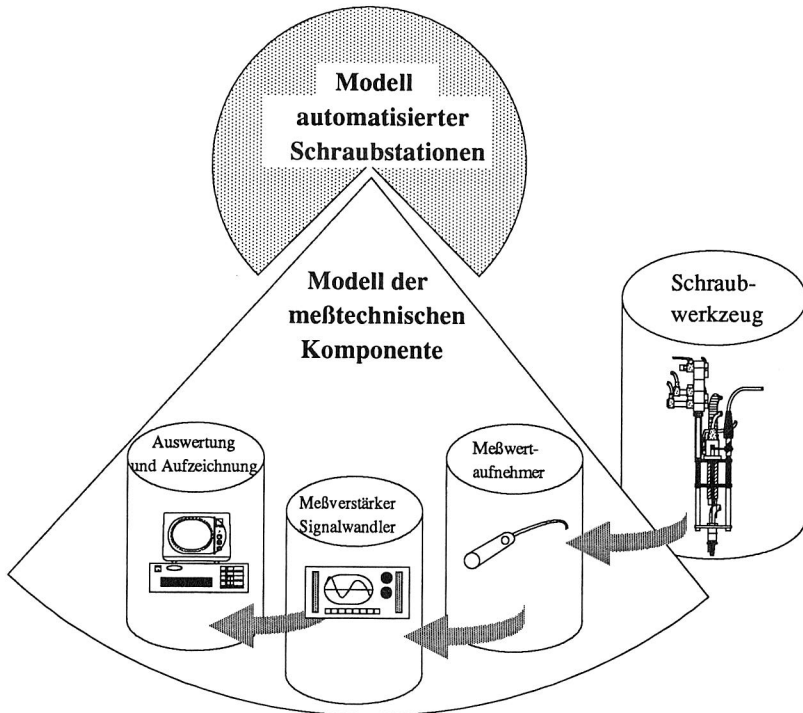 Modell
automatisierter
Schraubstationen
Modell der
meßtechnischen
Komponente
Schraub-
werkzeug
Auswertung
und Aufzeichnung
Meßverstärker
Signalwandler
Meßwert-
aufnehmer